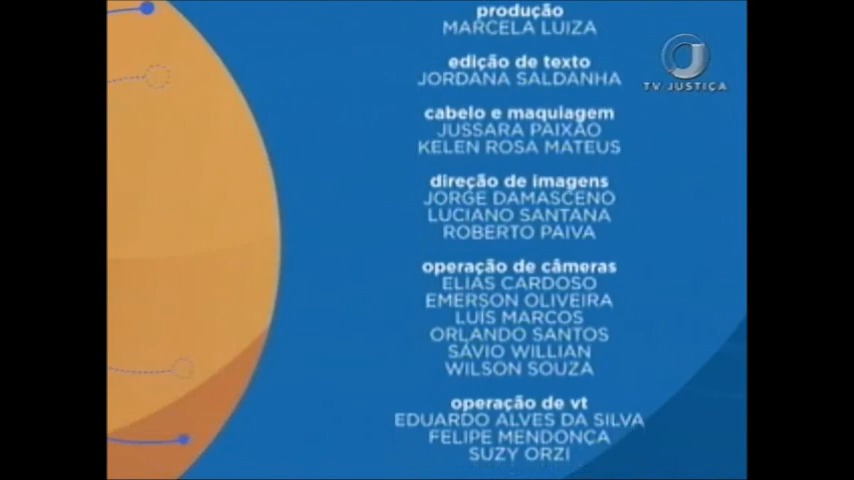 produção
MARCELA LUIZA
TV JUSTIÇA
edição de texto
JORDANA SALDANHA
cabelo e maquiagem
JUSSARA PAIXÃO
KELEN ROSA MATEUS
direção de imagens
JORGE DAMASCENO
LUCIANO SANTANA
ROBERTO PAIVA
operação de câmeras
ELIAS CARDOSO
EMERSON OLIVEIRA
LUÍS MARCOS
ORLANDO SANTOS
SÁVIO WILLIAN
WILSON SOUZA
operação de vt
EDUARDO ALVES DA SILVA
FELIPE MENDONÇA
SUZY ORZI